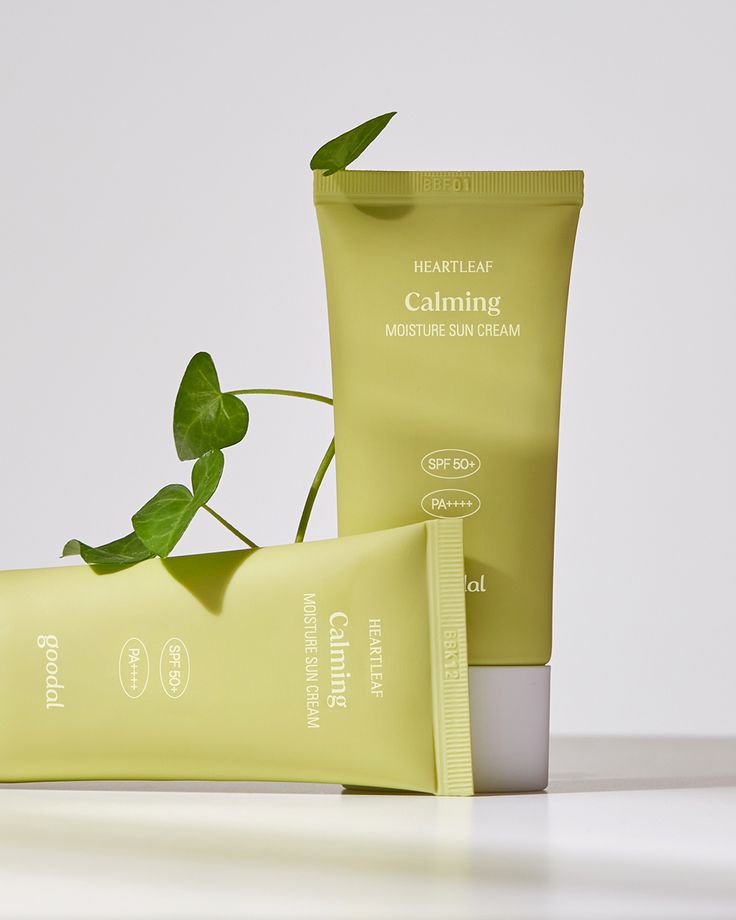 BBF01
HEARTLEAF
Calming
MOISTURE SUN CREAM
SPF 50+
PA++++
dal
HEARTLEAF
Calming
MOISTURE SUN CREAM
SPF 50+
PA++++
goodal
BBK12